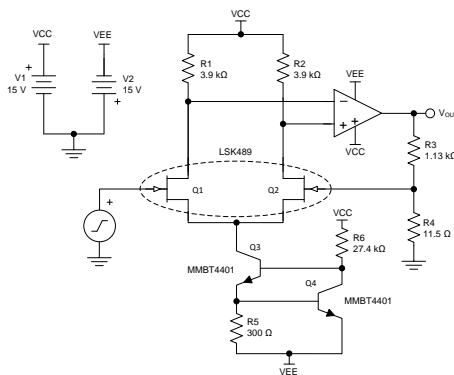 VCC
VCC
VEE
V1
15 V
V2
15 V
+
+
R1
3.9 kΩ
R2
3.9 kΩ
VEE
−
+
+
VCC
VOU
LSK489
Q1
Q2
R3
1.13 kΩ
R4
11.5 Ω
+
VCC
R6
27.4 kΩ
Q3
MMBT4401
Q4
MMBT4401
R5
300 Ω
VEE